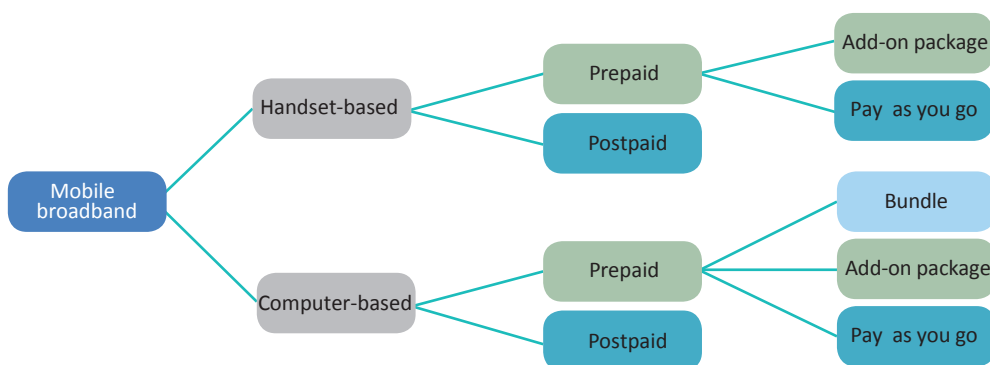 Mobile
broadband
Handset-based
Computer-based
Prepaid
Postpaid
Prepaid
Postpaid
Add-on package
Pay as you go
Bundle
Add-on package
Pay as you go